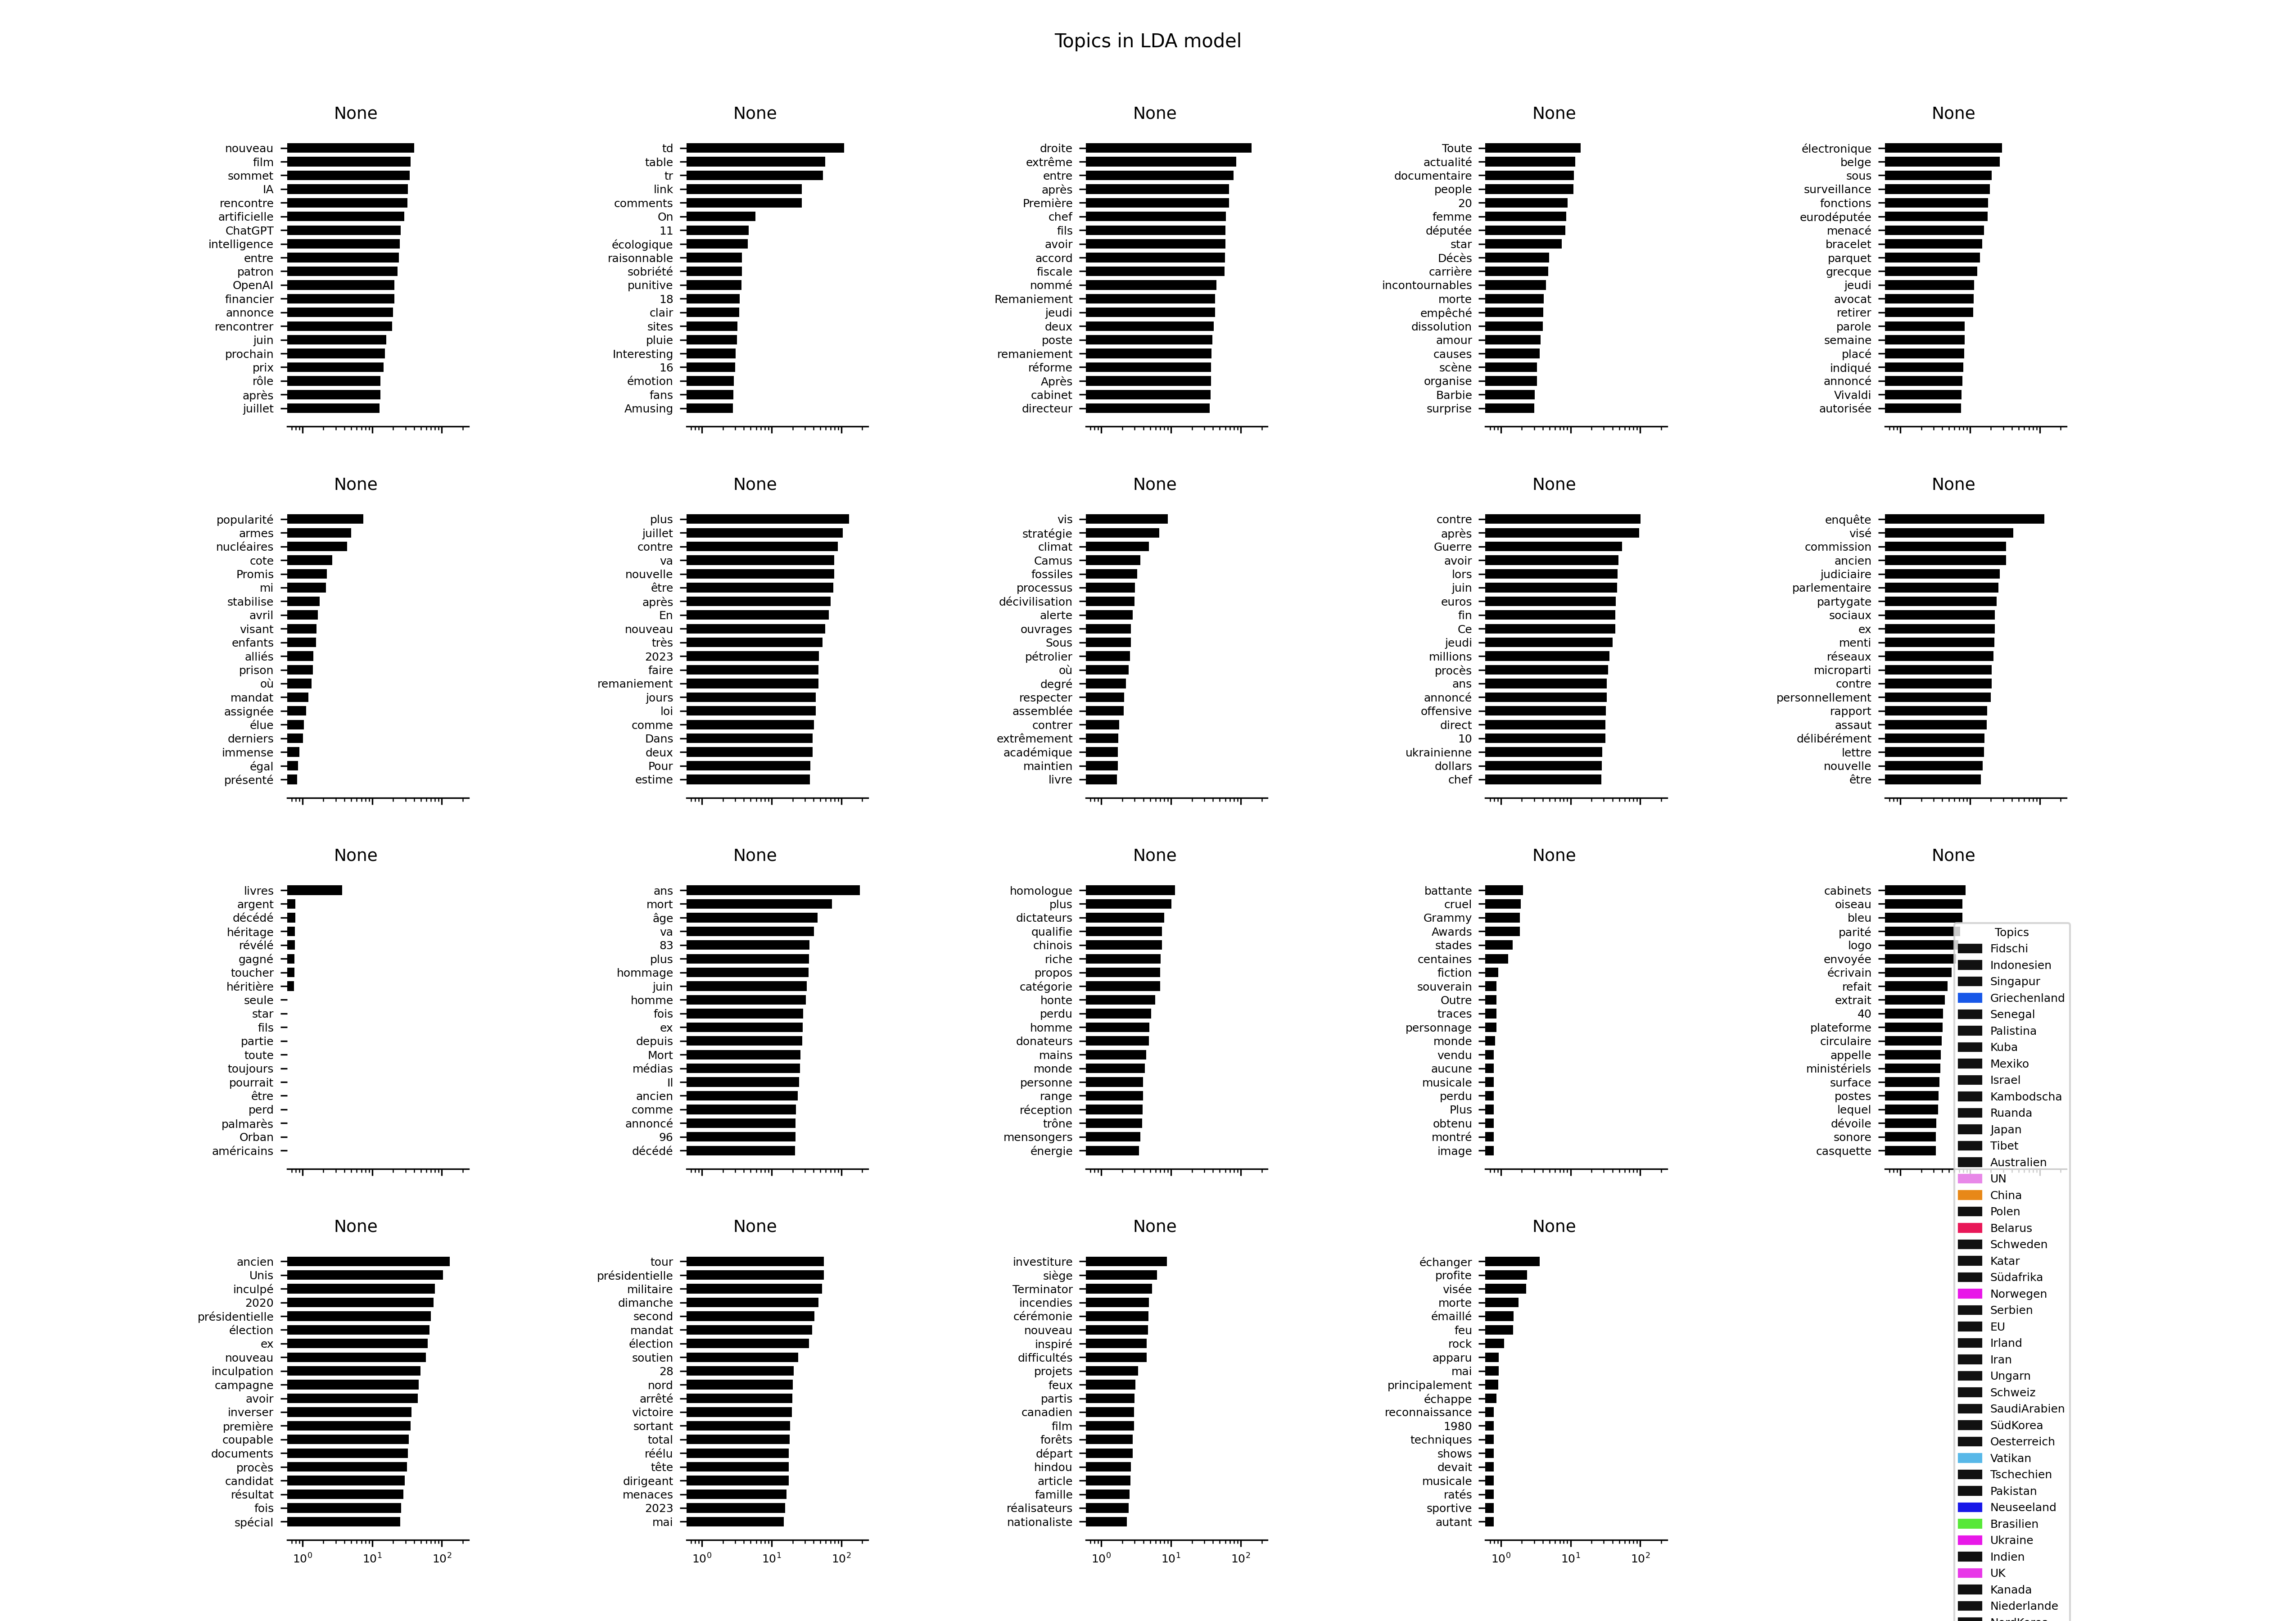 Topics in LDA model
None
nouveau
film
sommet
IA
rencontre
artificielle
ChatGPT
intelligence
entre
patron
OpenAI
financier
annonce
rencontrer
juin
prochain
prix
rôle
après
juillet
None
td
table
tr
link
comments
On
11
écologique
raisonnable
sobriété
punitive
18
clair
sites
pluie
Interesting
16
émotion
fans
Amusing
None
droite
extrême
entre
après
Première
chef
fils
avoir
accord
fiscale
nommé
Remaniement
jeudi
deux
poste
remaniement
réforme
Après
cabinet
directeur
None
Toute
actualité
documentaire
people
20
femme
députée
star
Décès
carrière
incontournables
morte
empêché
dissolution
amour
causes
scène
organise
Barbie
surprise
None
électronique
belge
sous
surveillance
fonctions
eurodéputée
menacé
bracelet
parquet
grecque
jeudi
avocat
retirer
parole
semaine
placé
indiqué
annoncé
Vivaldi
autorisée
None
popularité
armes
nucléaires
cote
Promis
mi
stabilise
avril
visant
enfants
alliés
prison
où
mandat
assignée
élue
derniers
immense
égal
présenté
None
plus
juillet
contre
va
nouvelle
être
après
En
nouveau
très
2023
faire
remaniement
jours
loi
comme
Dans
deux
Pour
estime
None
vis
stratégie
climat
Camus
fossiles
processus
décivilisation
alerte
ouvrages
Sous
pétrolier
où
degré
respecter
assemblée
contrer
extrêmement
académique
maintien
livre
None
contre
après
Guerre
avoir
lors
juin
euros
fin
Ce
jeudi
millions
procès
ans
annoncé
offensive
direct
10
ukrainienne
dollars
chef
None
enquête
visé
commission
ancien
judiciaire
parlementaire
partygate
sociaux
ex
menti
réseaux
microparti
contre
personnellement
rapport
assaut
délibérément
lettre
nouvelle
être
None
livres
argent
décédé
héritage
révélé
gagné
toucher
héritière
seule
star
fils
partie
toute
toujours
pourrait
être
perd
palmarès
Orban
américains
None
ans
mort
âge
va
83
plus
hommage
juin
homme
fois
ex
depuis
Mort
médias
Il
ancien
comme
annoncé
96
décédé
None
homologue
plus
dictateurs
qualifie
chinois
riche
propos
catégorie
honte
perdu
homme
donateurs
mains
monde
personne
range
réception
trône
mensongers
énergie
None
battante
cruel
Grammy
Awards
stades
centaines
fiction
souverain
Outre
traces
personnage
monde
vendu
aucune
musicale
perdu
Plus
obtenu
montré
image
None
cabinets
oiseau
bleu
parité
logo
envoyée
écrivain
refait
extrait
40
plateforme
circulaire
appelle
ministériels
surface
postes
lequel
dévoile
sonore
casquette
None
ancien
Unis
inculpé
2020
présidentielle
élection
ex
nouveau
inculpation
campagne
avoir
inverser
première
coupable
documents
procès
candidat
résultat
fois
spécial
10⁰ 10¹ 10²
None
tour
présidentielle
militaire
dimanche
second
mandat
élection
soutien
28
nord
arrêté
victoire
sortant
total
réélu
tête
dirigeant
menaces
2023
mai
10⁰ 10¹ 10²
None
investiture
siège
Terminator
incendies
cérémonie
nouveau
inspiré
difficultés
projets
feux
partis
canadien
film
forêts
départ
hindou
article
famille
réalisateurs
nationaliste
10⁰ 10¹ 10²
None
échanger
profite
visée
morte
émaillé
feu
rock
apparu
mai
principalement
échappe
reconnaissance
1980
techniques
shows
devait
musicale
ratés
sportive
autant
10⁰ 10¹ 10²
Topics
Fidschi
Indonesien
Singapur
Griechenland
Senegal
Palistina
Kuba
Mexiko
Israel
Kambodscha
Ruanda
Japan
Tibet
Australien
UN
China
Polen
Belarus
Schweden
Katar
Südafrika
Norwegen
Serbien
EU
Irland
Iran
Ungarn
Schweiz
SaudiArabien
SüdKorea
Oesterreich
Vatikan
Tschechien
Pakistan
Neuseeland
Brasilien
Ukraine
Indien
UK
Kanada
Niederlande